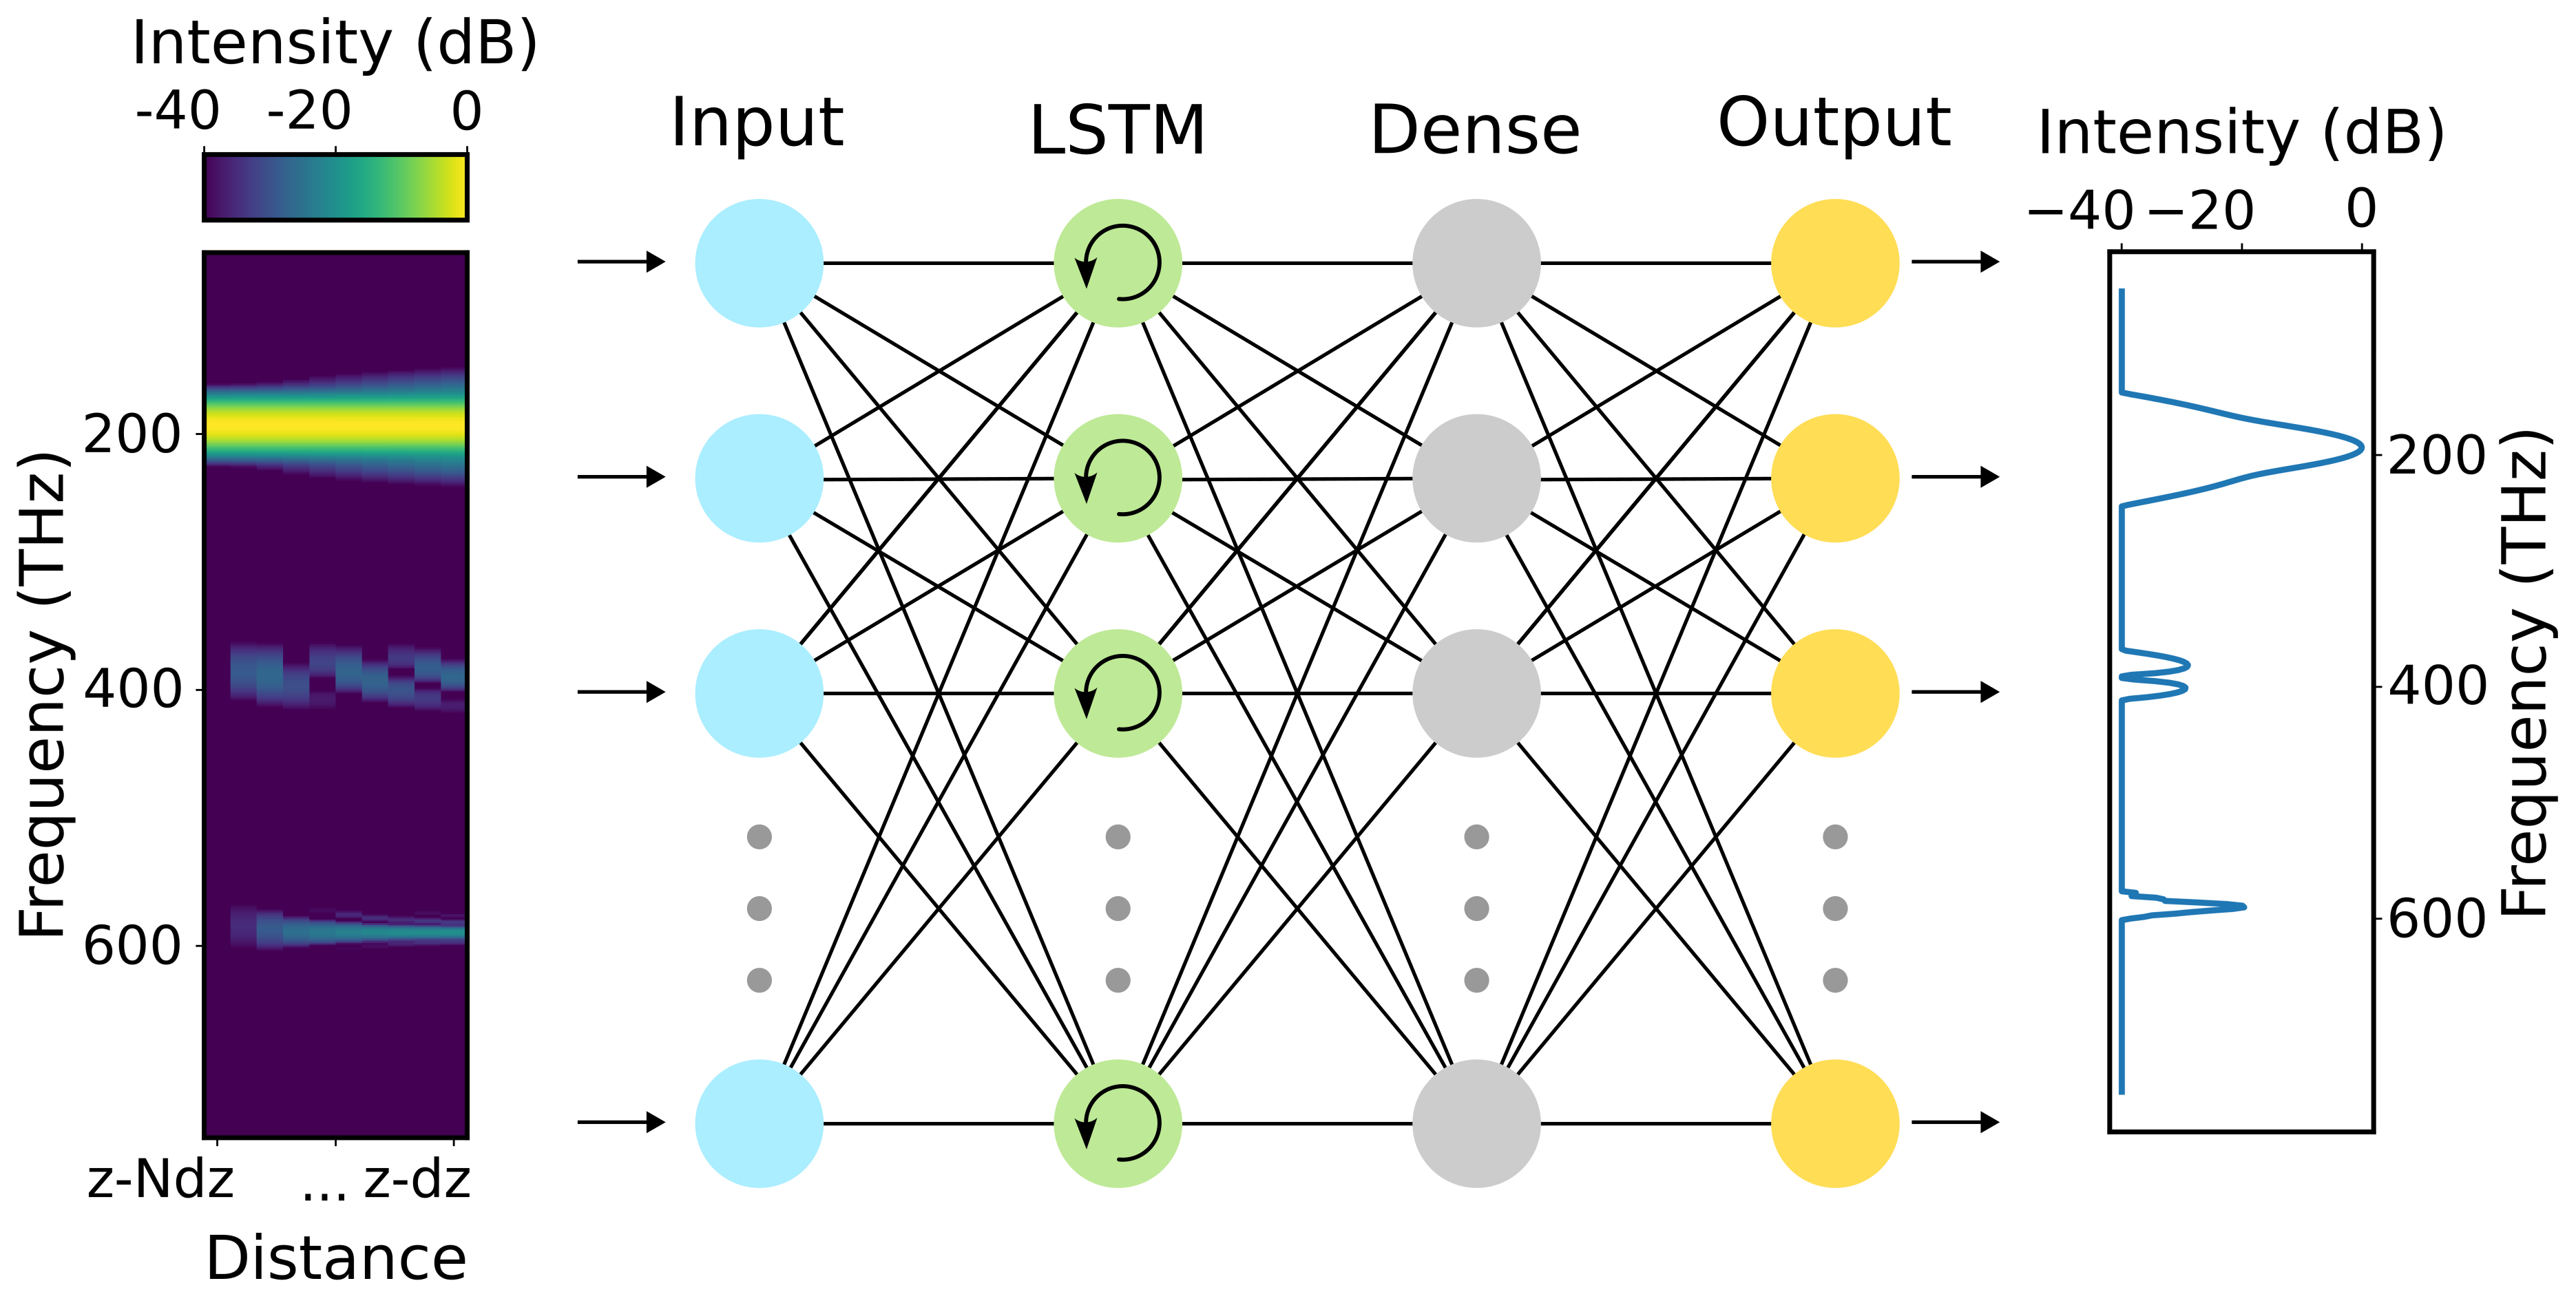 Intensity (dB)
-40 -20 0
Frequency (THz)
200
400
600
z-Ndz ... z-dz
Distance
Input LSTM Dense Output
Intensity (dB)
−40 −20 0
200
400
600
Frequency (THz)